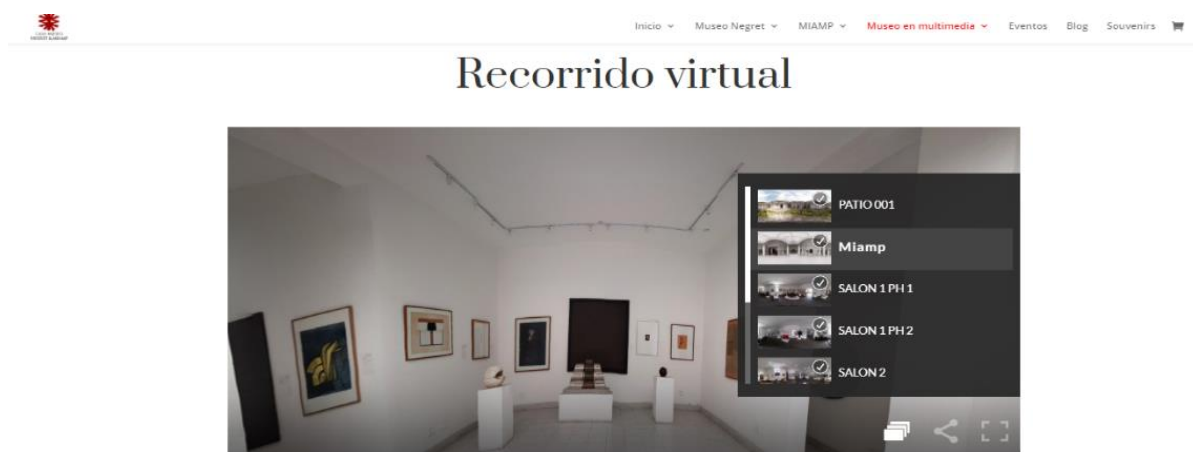 Inicio Museo Negret MIAMP Museo en multimedia Eventos Blog Souvenirs
Recorrido virtual
PATIO 001
Miamp
SALON 1 PH 1
SALON 1 PH 2
SALON 2